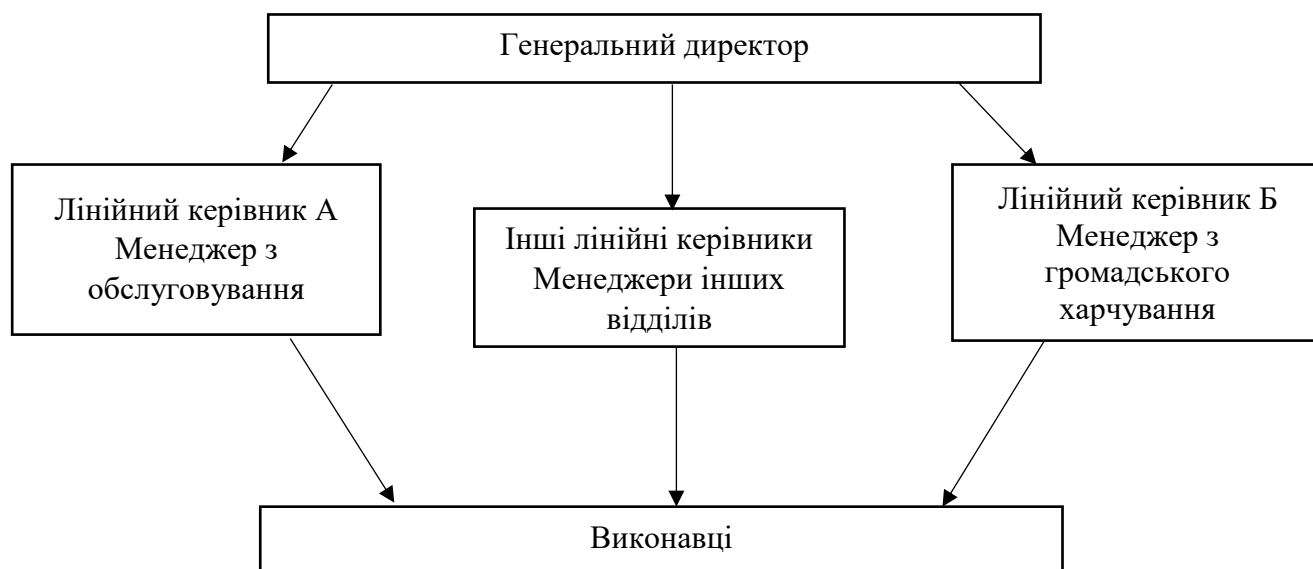 Генеральний директор
Лінійний керівник А
Менеджер з
обслуговування
Інші лінійні керівники
Менеджери інших
відділів
Лінійний керівник Б
Менеджер з
громадського
харчування
Виконавці